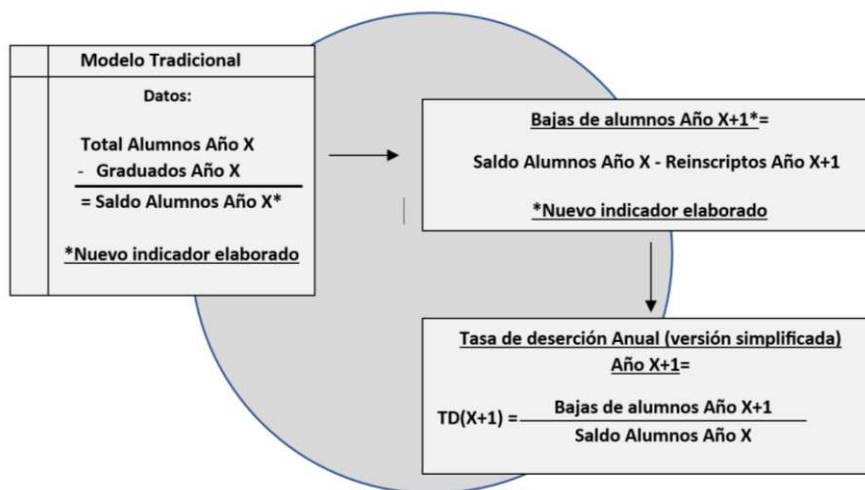 Modelo Tradicional
Datos:
Total Alumnos Año X
- Graduados Año X
= Saldo Alumnos Año X*
*Nuevo indicador elaborado
Bajas de alumnos Año X+1*=
Saldo Alumnos Año X - Reinscriptos Año X+1
*Nuevo indicador elaborado
Tasa de deserción Anual (versión simplificada)
Año X+1=
TD(X+1) = Bajas de alumnos Año X+1
Saldo Alumnos Año X